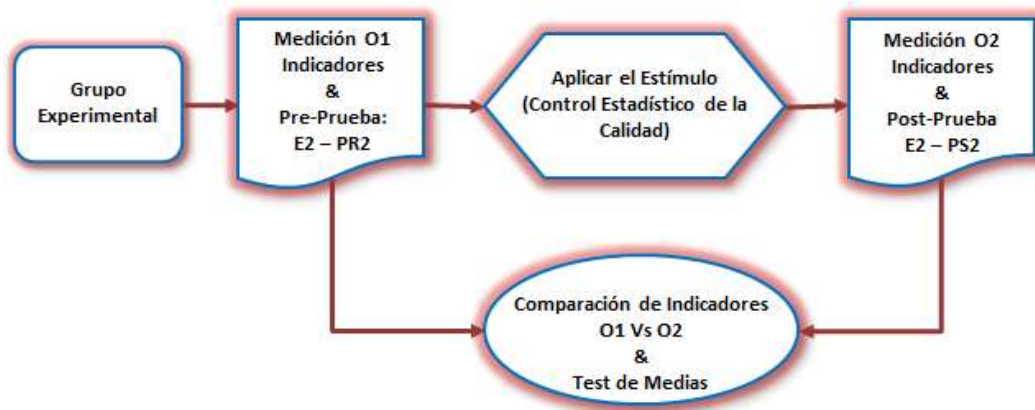 Grupo
Experimental
Medición O1
Indicadores
&
Pre-Prueba:
E2 – PR2
Aplicar el Estímulo
(Control Estadístico de la
Calidad)
Medición O2
Indicadores
&
Post-Prueba
E2 – PS2
Comparación de Indicadores
O1 Vs O2
&
Test de Medias